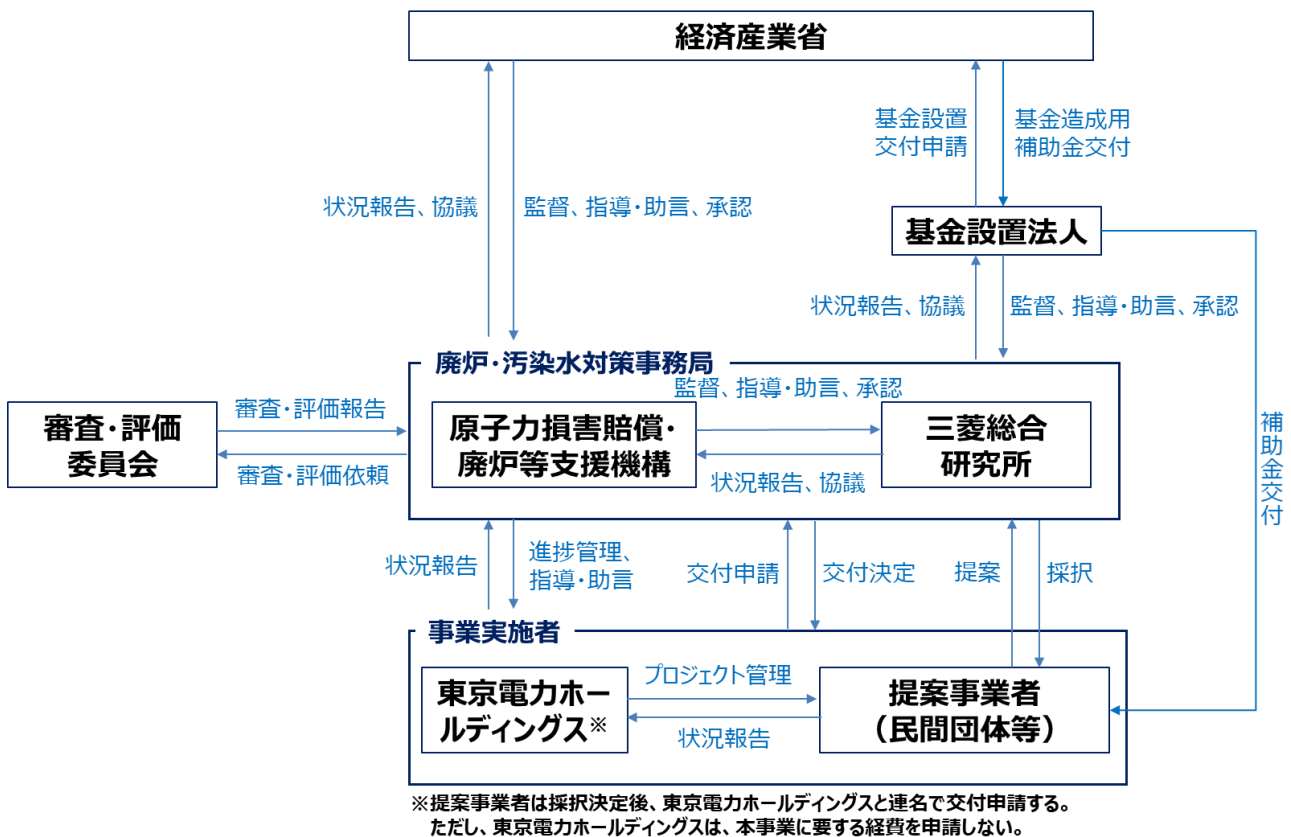 経済産業省
基金設置
交付申請
基金造成用
補助金交付
状況報告、協議
監督、指導・助言、承認
基金設置法人
状況報告、協議
監督、指導・助言、承認
廃炉・汚染水対策事務局
監督、指導・助言、承認
審査・評価
委員会
審査・評価報告
審査・評価依頼
原子力損害賠償・
廃炉等支援機構
三菱総合
研究所
状況報告、協議
補助金交付
状況報告
進捗管理、
指導・助言
交付申請
交付決定
提案
採択
事業実施者
東京電力ホー
ルディングス※
プロジェクト管理
状況報告
提案事業者
（民間団体等）
※提案事業者は採択決定後、東京電力ホールディングスと連名で交付申請する。
ただし、東京電力ホールディングスは、本事業に要する経費を申請しない。